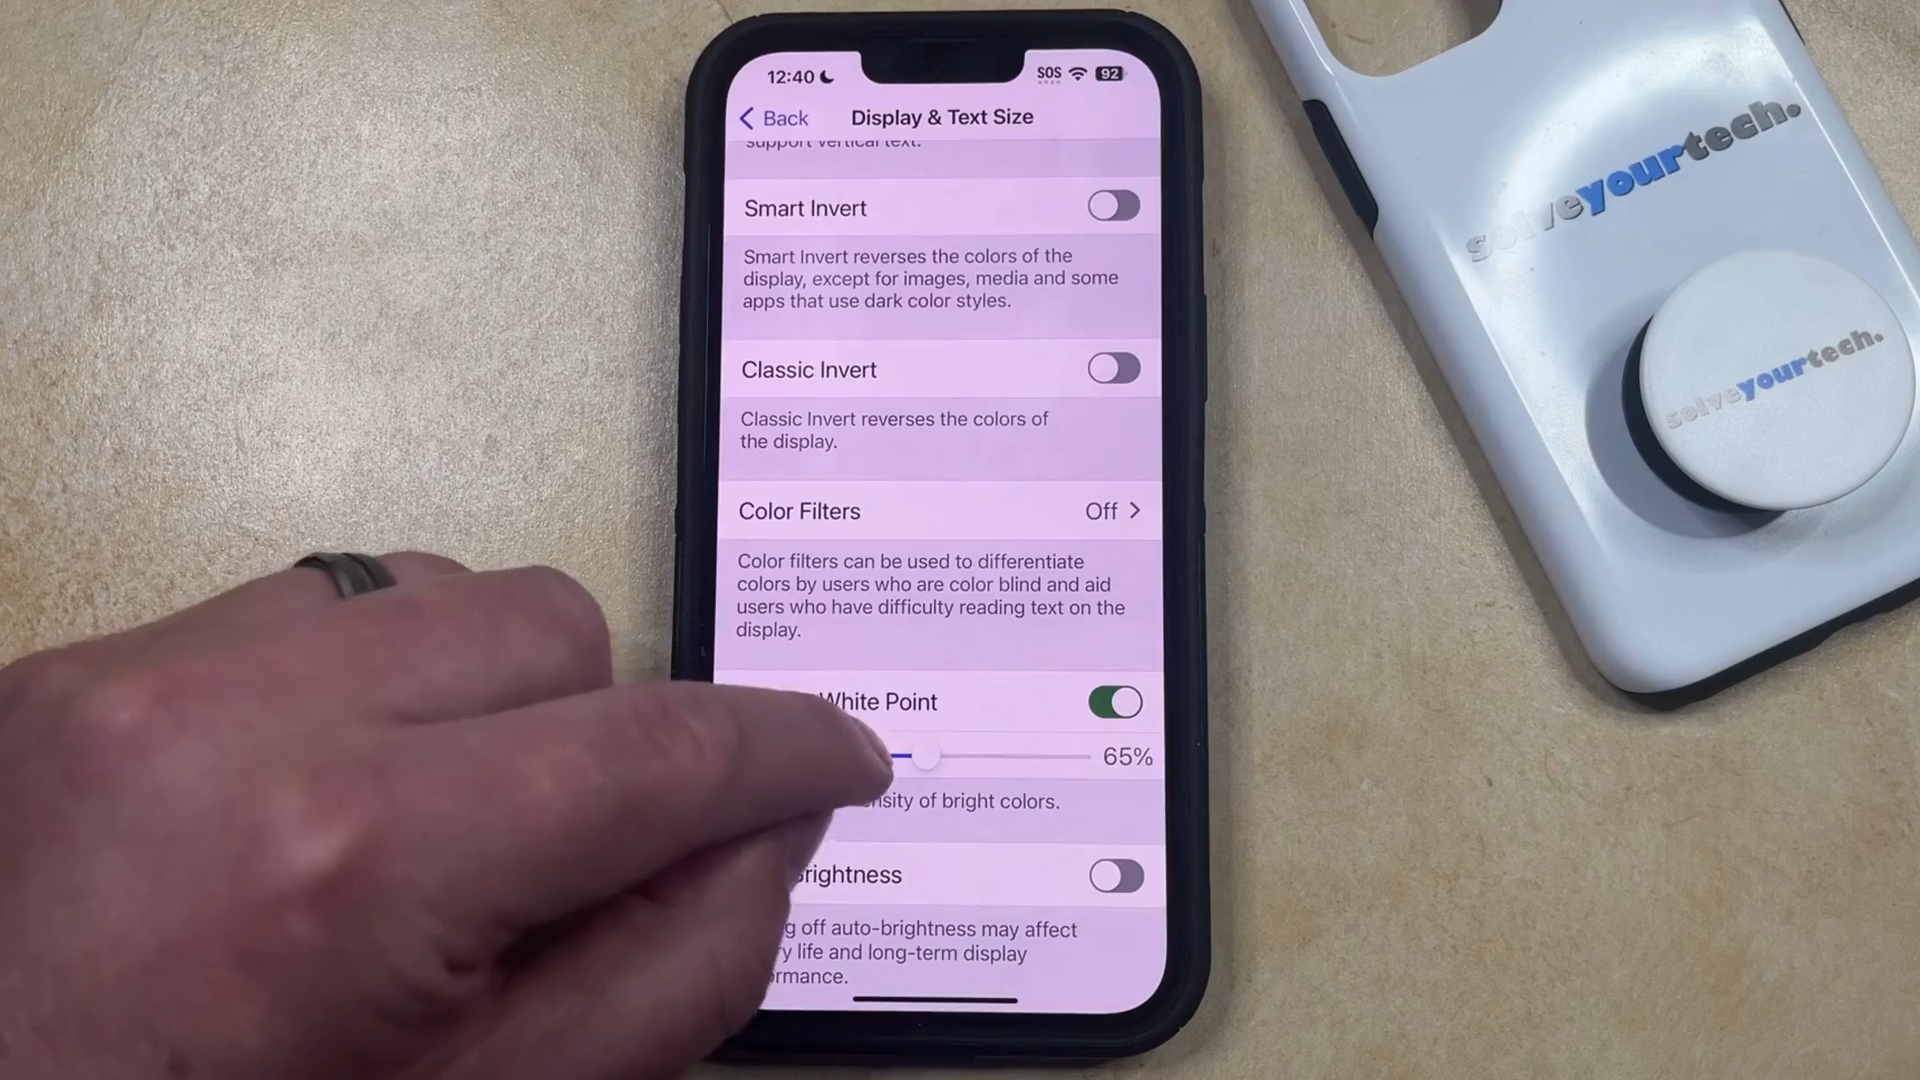 12:40
SOS
92
Back
Display & Text Size
support vertical text.
Smart Invert
Smart Invert reverses the colors of the
display, except for images, media and some
apps that use dark color styles.
Classic Invert
Classic Invert reverses the colors of
the display.
Color Filters
Off
Color filters can be used to differentiate
colors by users who are color blind and aid
users who have difficulty reading text on the
display.
White Point
65%
of bright colors.
off auto-brightness may affect
life and long-term display
solveyourtech.
solveyourtech.